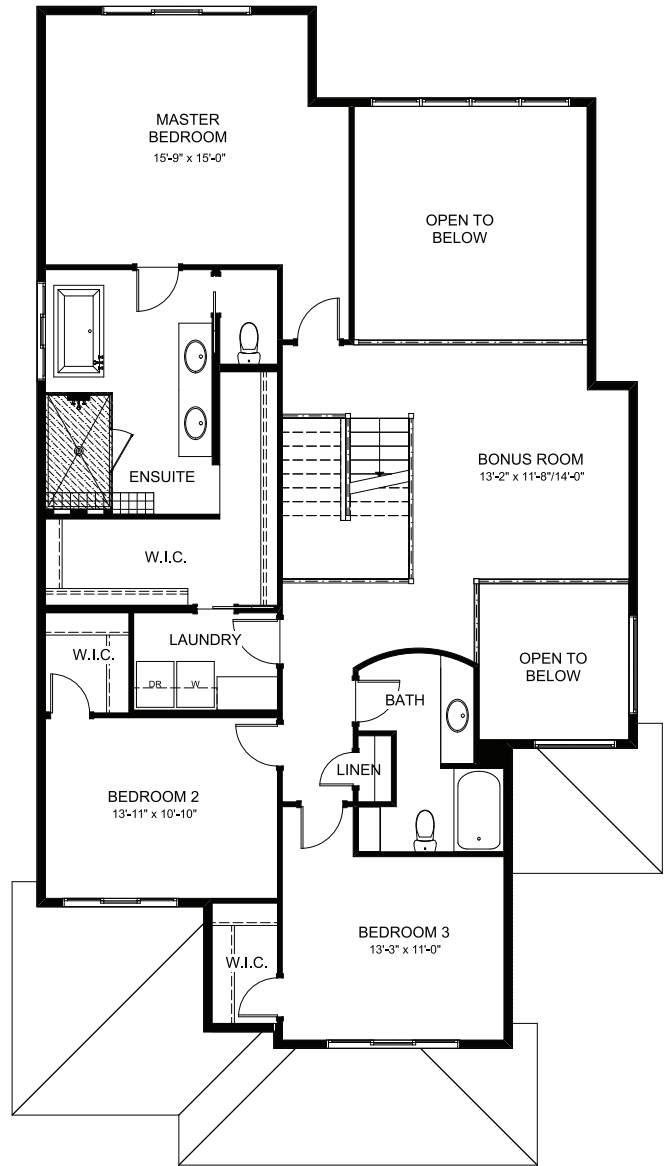 MASTER
BEDROOM
15'-9" x 15'-0"
OPEN TO
BELOW
BONUS ROOM
13'-2" x 11'-8"/14'-0"
ENSUITE
W.I.C.
LAUNDRY
W.I.C.
DR
W
OPEN TO
BELOW
BATH
LINEN
BEDROOM 2
13'-11" x 10'-10"
BEDROOM 3
13'-3" x 11'-0"
W.I.C.